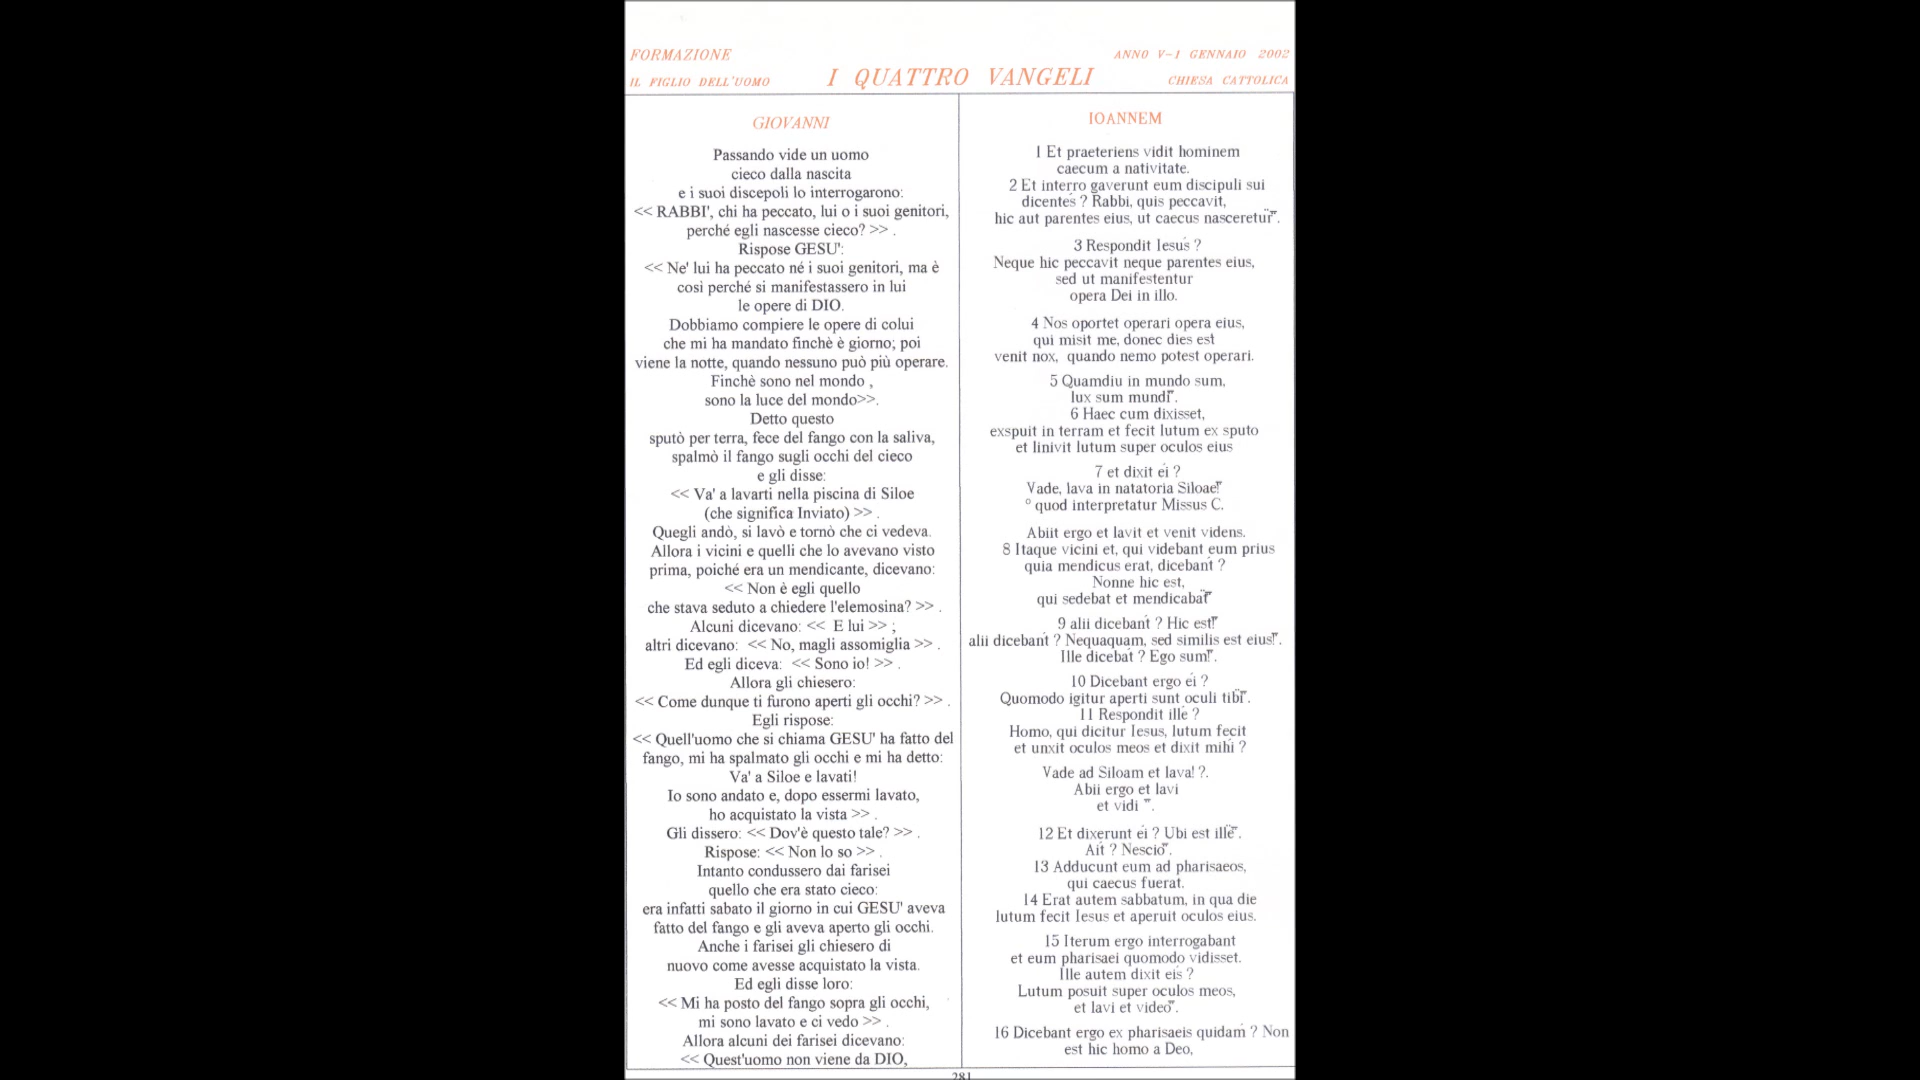 FORMAZIONE
ANNO V-1 GENNAIO 2002
IL FIGLIO DELL'UOMO
I QUATTRO VANGELI
CHIESA CATTOLICA
GIOVANNI
Passando vide un uomo
cieco dalla nascita
e i suoi discepoli lo interrogarono:
<< RABBI', chi ha peccato, lui o i suoi genitori,
perché egli nascesse cieco? >> .
Rispose GESU':
<< Ne' lui ha peccato né i suoi genitori, ma è
così perché si manifestassero in lui
le opere di DIO.
Dobbiamo compiere le opere di colui
che mi ha mandato finchè è giorno; poi
viene la notte, quando nessuno può più operare.
Finchè sono nel mondo ,
sono la luce del mondo>>.
Detto questo
sputò per terra, fece del fango con la saliva,
spalmò il fango sugli occhi del cieco
e gli disse:
<< Va' a lavarti nella piscina di Siloe
(che significa Inviato) >> .
Quegli andò, si lavò e tornò che ci vedeva.
Allora i vicini e quelli che lo avevano visto
prima, poiché era un mendicante, dicevano:
<< Non è egli quello
che stava seduto a chiedere l'elemosina? >> .
Alcuni dicevano: << E lui >> ;
altri dicevano: << No, magli assomiglia >> .
Ed egli diceva: << Sono io! >> .
Allora gli chiesero:
<< Come dunque ti furono aperti gli occhi? >> .
Egli rispose:
<< Quell'uomo che si chiama GESU' ha fatto del
fango, mi ha spalmato gli occhi e mi ha detto:
Va' a Siloe e lavati!
Io sono andato e, dopo essermi lavato,
ho acquistato la vista >> .
Gli dissero: << Dov'è questo tale? >> .
Rispose: << Non lo so >> .
Intanto condussero dai farisei
quello che era stato cieco:
era infatti sabato il giorno in cui GESU' aveva
fatto del fango e gli aveva aperto gli occhi.
Anche i farisei gli chiesero di
nuovo come avesse acquistato la vista.
Ed egli disse loro:
<< Mi ha posto del fango sopra gli occhi,
mi sono lavato e ci vedo >> .
Allora alcuni dei farisei dicevano:
<< Quest'uomo non viene da DIO,
IOANNEM
1 Et praeteriens vidit hominem
caecum a nativitate.
2 Et interro gaverunt eum discipuli sui
dicentes ? Rabbi, quis peccavit,
hic aut parentes eius, ut caecus nasceretur‟.
3 Respondit Iesus ?
Neque hic peccavit neque parentes eius,
sed ut manifestentur
opera Dei in illo.
4 Nos oportet operari opera eius,
qui misit me, donec dies est
venit nox, quando nemo potest operari.
5 Quamdiu in mundo sum,
lux sum mundi‟.
6 Haec cum dixisset,
exspuit in terram et fecit lutum ex sputo
et linivit lutum super oculos eius
7 et dixit ei ?
Vade, lava in natatoria Siloae!‟
° quod interpretatur Missus C.
Abiit ergo et lavit et venit videns.
8 Itaque vicini et, qui videbant eum prius
quia mendicus erat, dicebant ?
Nonne hic est,
qui sedebat et mendicabat‟
9 alii dicebant ? Hic est!‟
alii dicebant ? Nequaquam, sed similis est eius!‟.
Ille dicebat ? Ego sum!‟.
10 Dicebant ergo ei ?
Quomodo igitur aperti sunt oculi tibi‟.
11 Respondit ille ?
Homo, qui dicitur Iesus, lutum fecit
et unxit oculos meos et dixit mihi ?
Vade ad Siloam et lava! ?.
Abii ergo et lavi
et vidi ‟.
12 Et dixerunt ei ? Ubi est ille‟.
Ait ? Nescio‟.
13 Adducunt eum ad pharisaeos,
qui caecus fuerat.
14 Erat autem sabbatum, in qua die
lutum fecit Iesus et aperuit oculos eius.
15 Iterum ergo interrogabant
et eum pharisaei quomodo vidisset.
Ille autem dixit eis ?
Lutum posuit super oculos meos,
et lavi et video‟.
16 Dicebant ergo ex pharisaeis quidam ? Non
est hic homo a Deo,
281